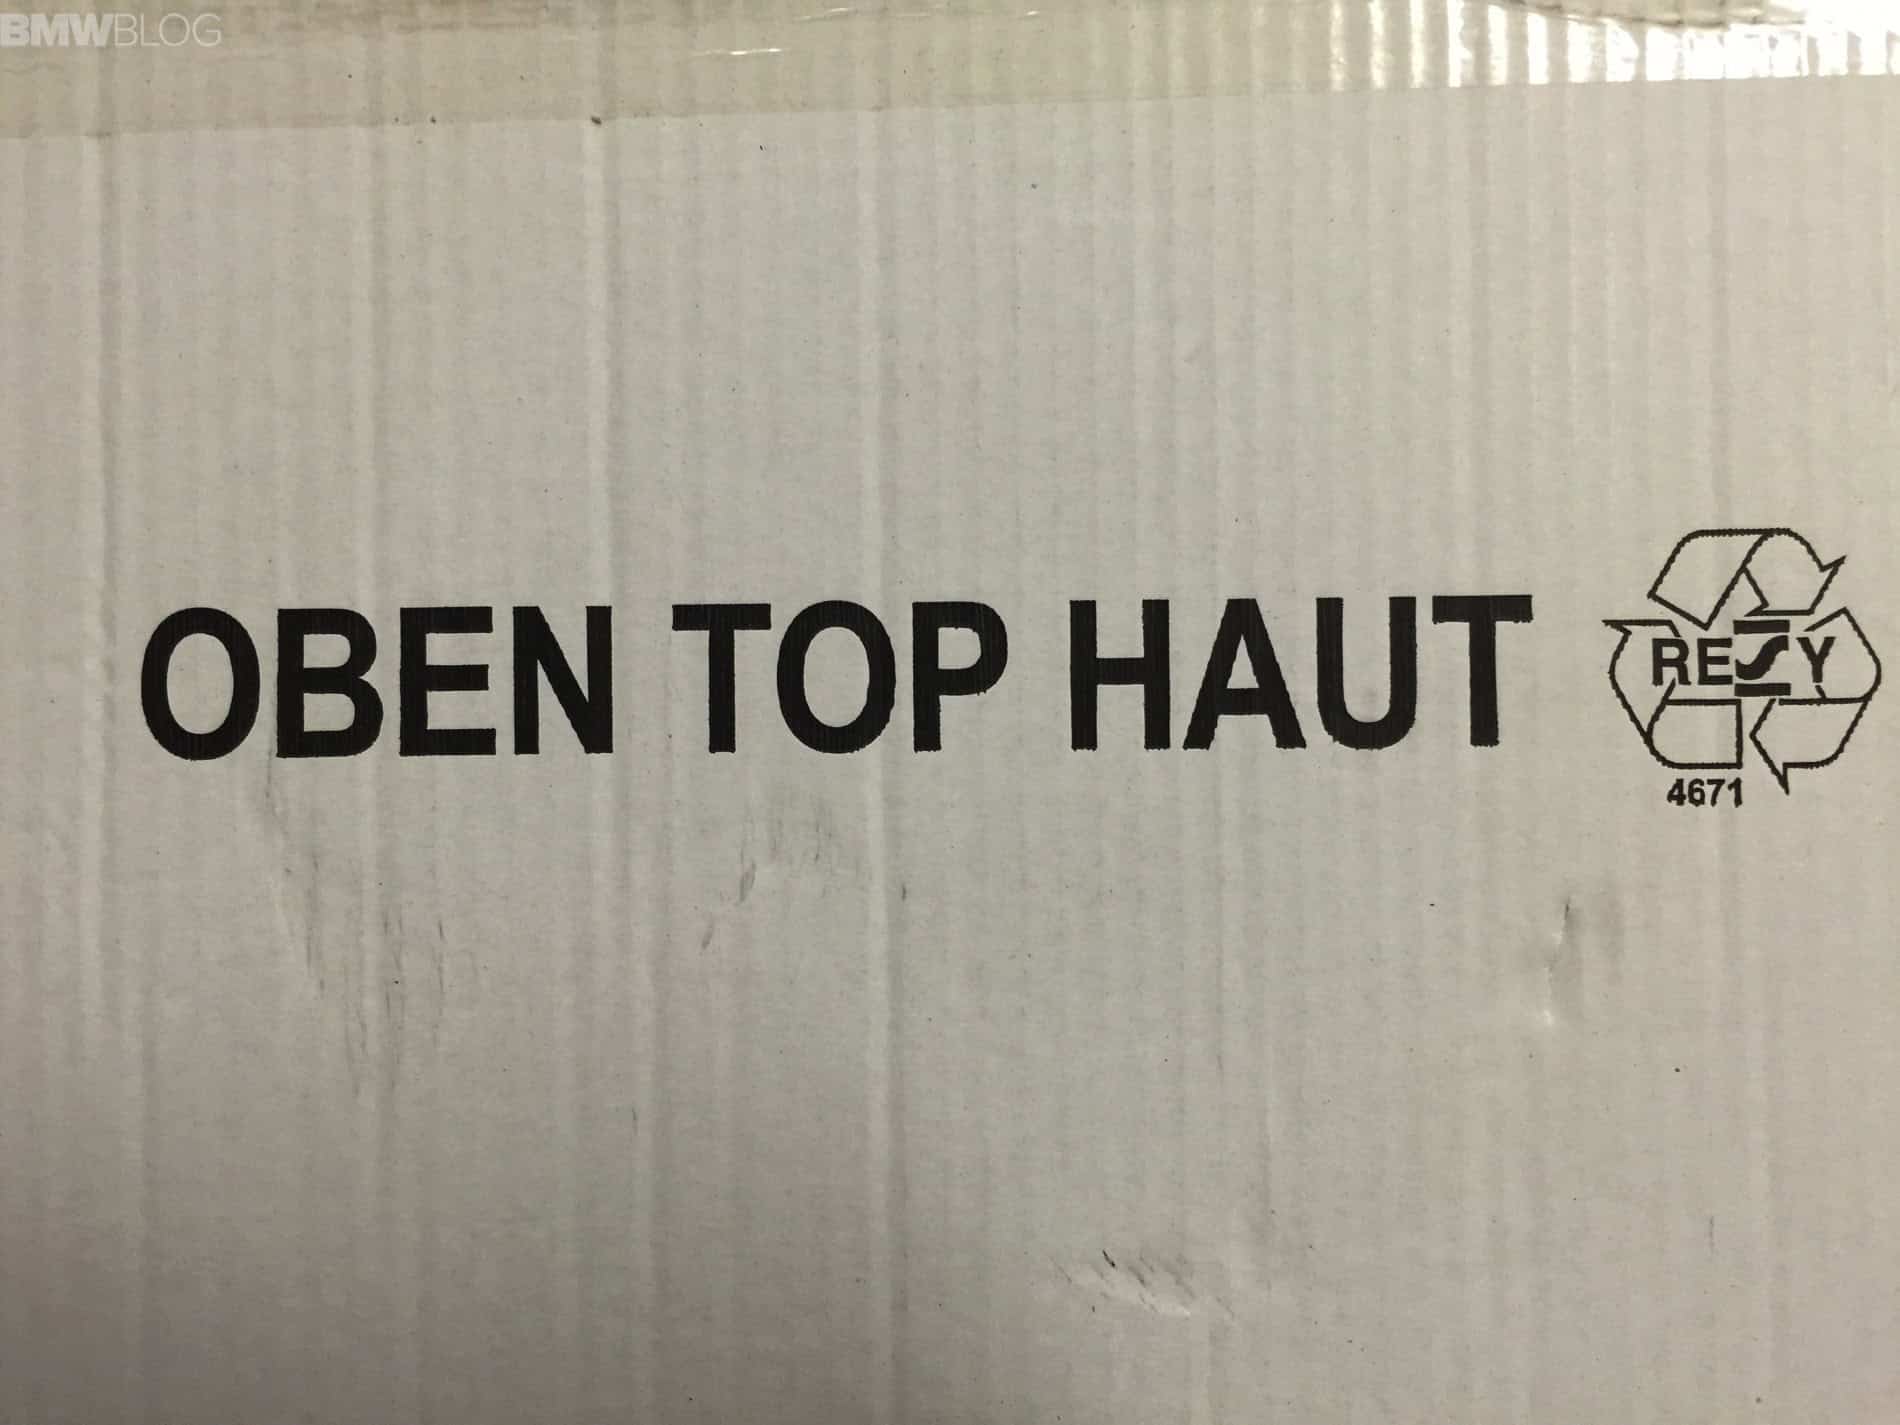 BMWBLOG
OBEN TOP HAUT
RESY
4671